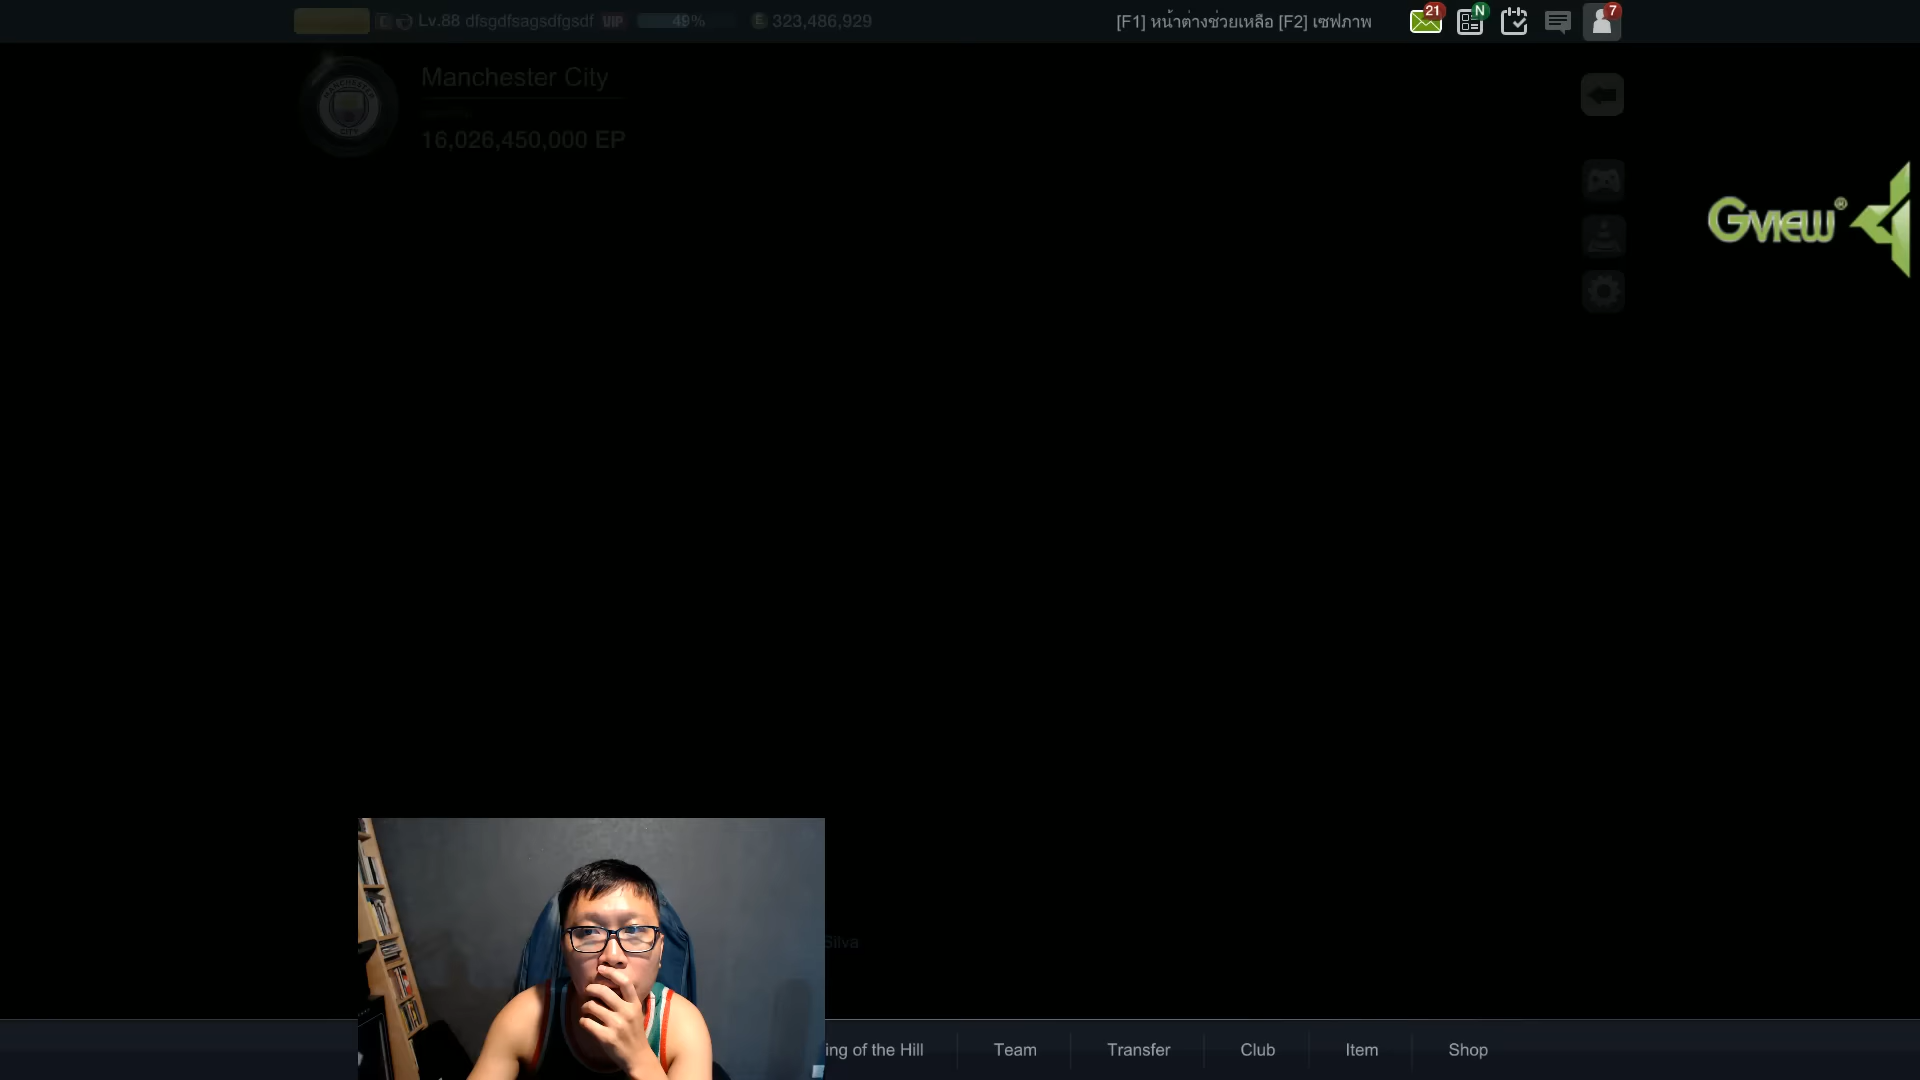 Lv.88 dfsgdfsagsdfgsdf VIP 49% E 323,486,929
[F1] หน้าต่างช่วยเหลือ [F2] เซฟภาพ
21
N
7
Manchester City
16,026,450,000 EP
MANCHESTER
CITY
GVIEW®
Silva
ing of the Hill
Team
Transfer
Club
Item
Shop